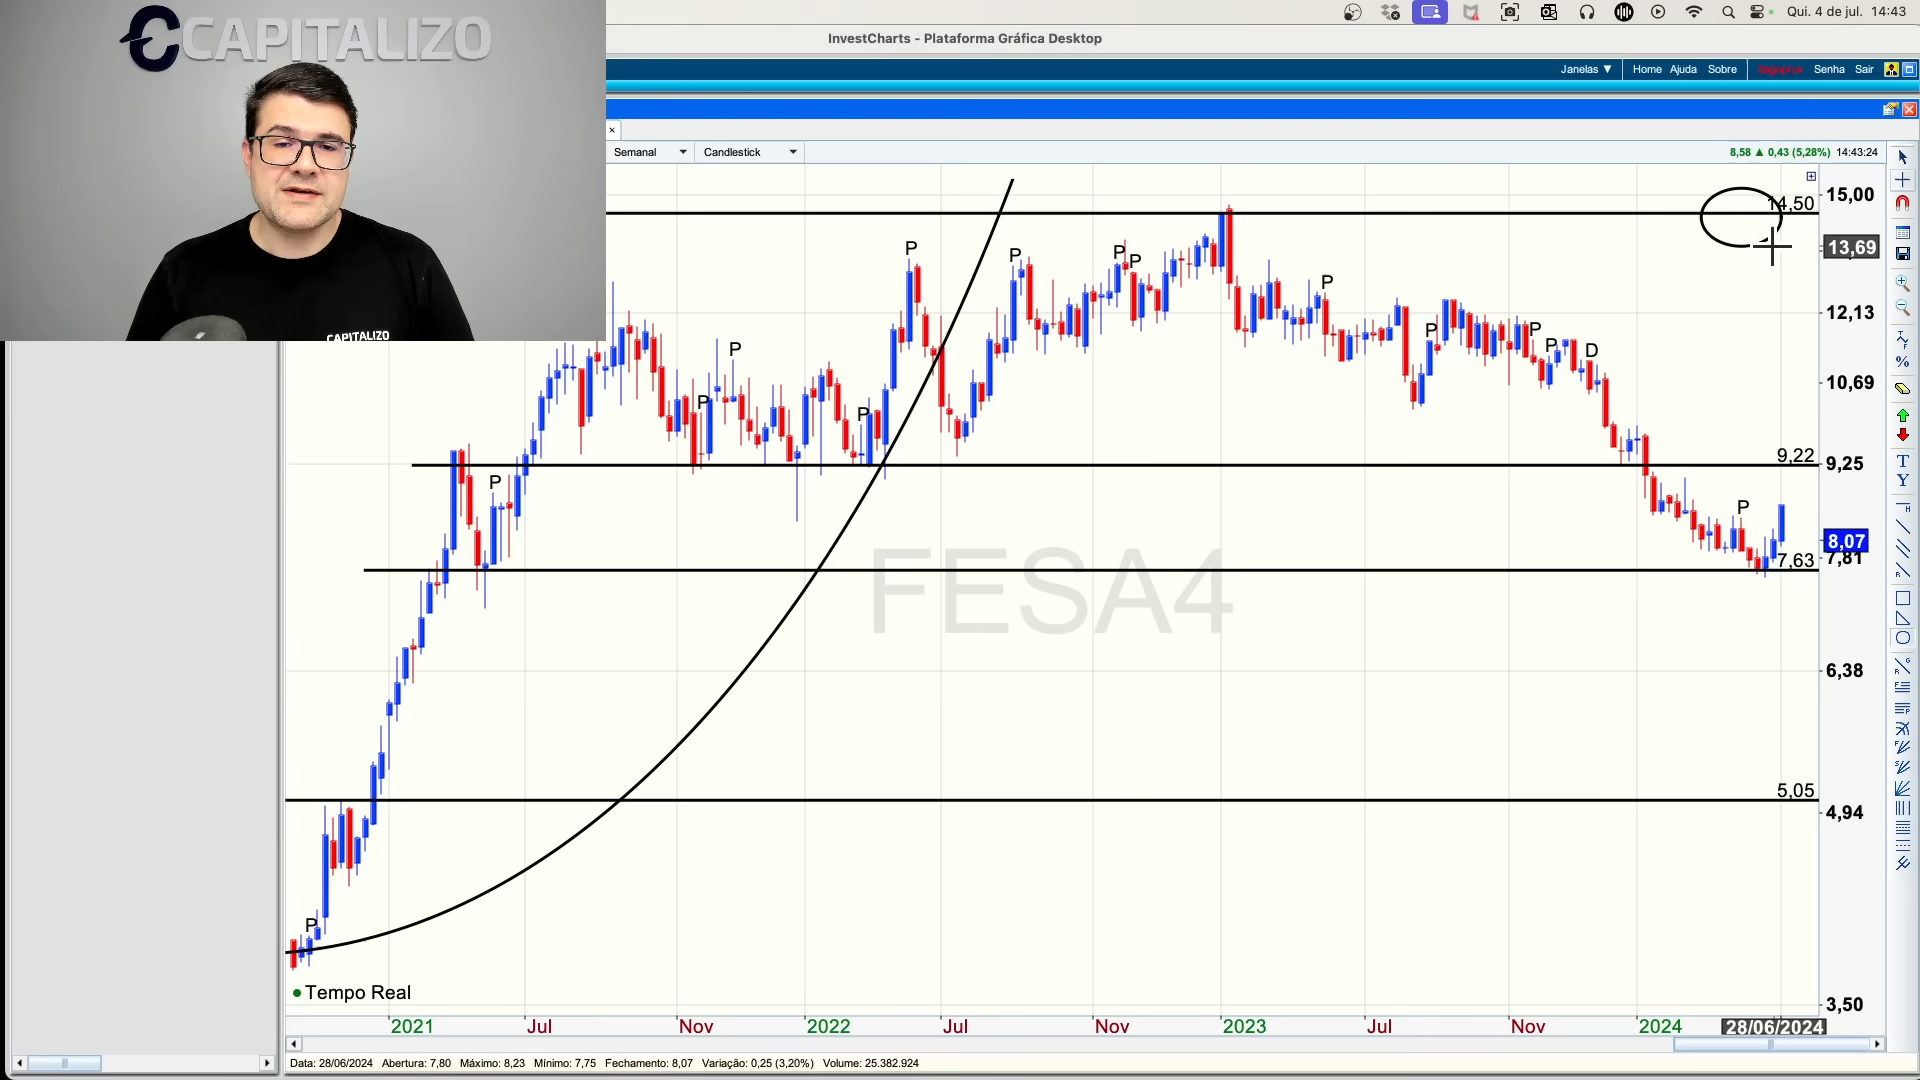 CAPITALIZO
CAPITALIZO
Qui. 4 de jul. 14:43
InvestCharts - Plataforma Gráfica Desktop
Janelas ▼ Home Ajuda Sobre Senha Sair
Semanal Candlestick
8,58 ▲ 0,43 (5,28%) 14:43:24
15,00
14,50
13,69
P P P P P P P P P P P P P P P
D
12,13
10,69
9,22
9,25
8,07
7,81
7,63
FESA4
6,38
5,05
4,94
3,50
Tempo Real
2021 Jul Nov 2022 Jul Nov 2023 Jul Nov 2024 28/06/2024
Data: 28/06/2024 Abertura: 7,80 Máximo: 8,23 Mínimo: 7,75 Fechamento: 8,07 Variação: 0,25 (3,20%) Volume: 25.382.924